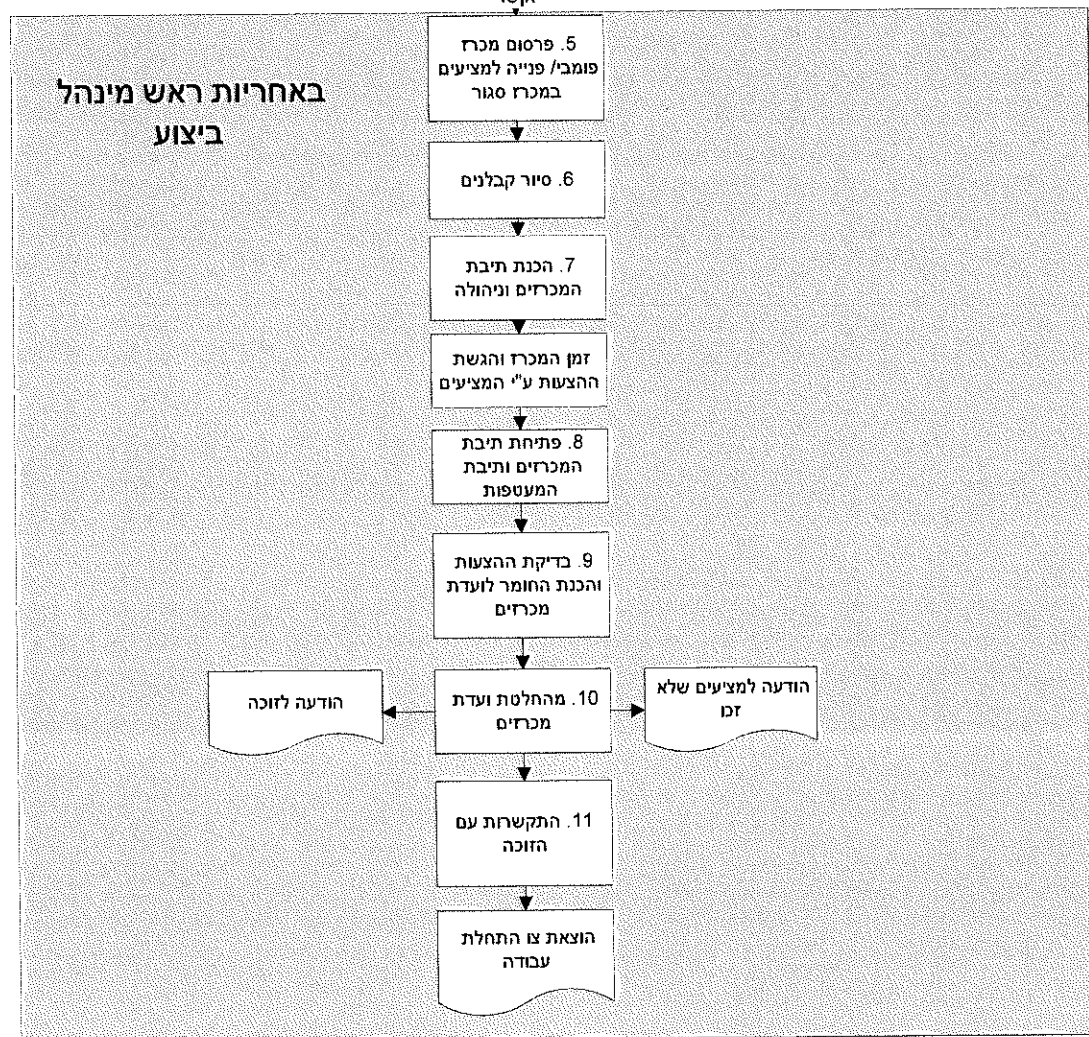 באחריות ראש מינהל
ביצוע
5. פרסום מכרז
פומבי/ פנייה למציעים
במכרז סגור
6. סיור קבלנים
7. הכנת תיבת
המכרזים וניהולה
זמן המכרז והגשת
ההצעות ע"י המציעים
8. פתיחת תיבת
המכרזים ותיבת
המעטפות
9. בדיקת ההצעות
והכנת החומר לועדת
מכרזים
הודעה למציעים שלא
זכו
10. מהחלטת ועדת
מכרזים
הודעה לזוכה
11. התקשרות עם
הזוכה
הוצאת צו התחלת
עבודה